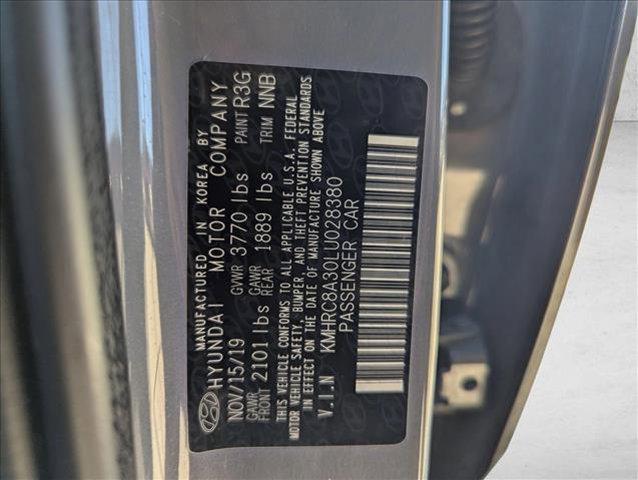 MANUFACTURED IN KOREA BY
HYUNDAI MOTOR COMPANY
NOV/15/19 GVWR 3770 lbs PAINT R3G
GAWR FRONT 2101 lbs GAWR REAR 1889 lbs TRIM NNB
THIS VEHICLE CONFORMS TO ALL APPLICABLE U.S.A. FEDERAL
MOTOR VEHICLE SAFETY, BUMPER, AND THEFT PREVENTION STANDARDS
IN EFFECT ON THE DATE OF MANUFACTURE SHOWN ABOVE
V.I.N KMHRC8A30LU028380
PASSENGER CAR